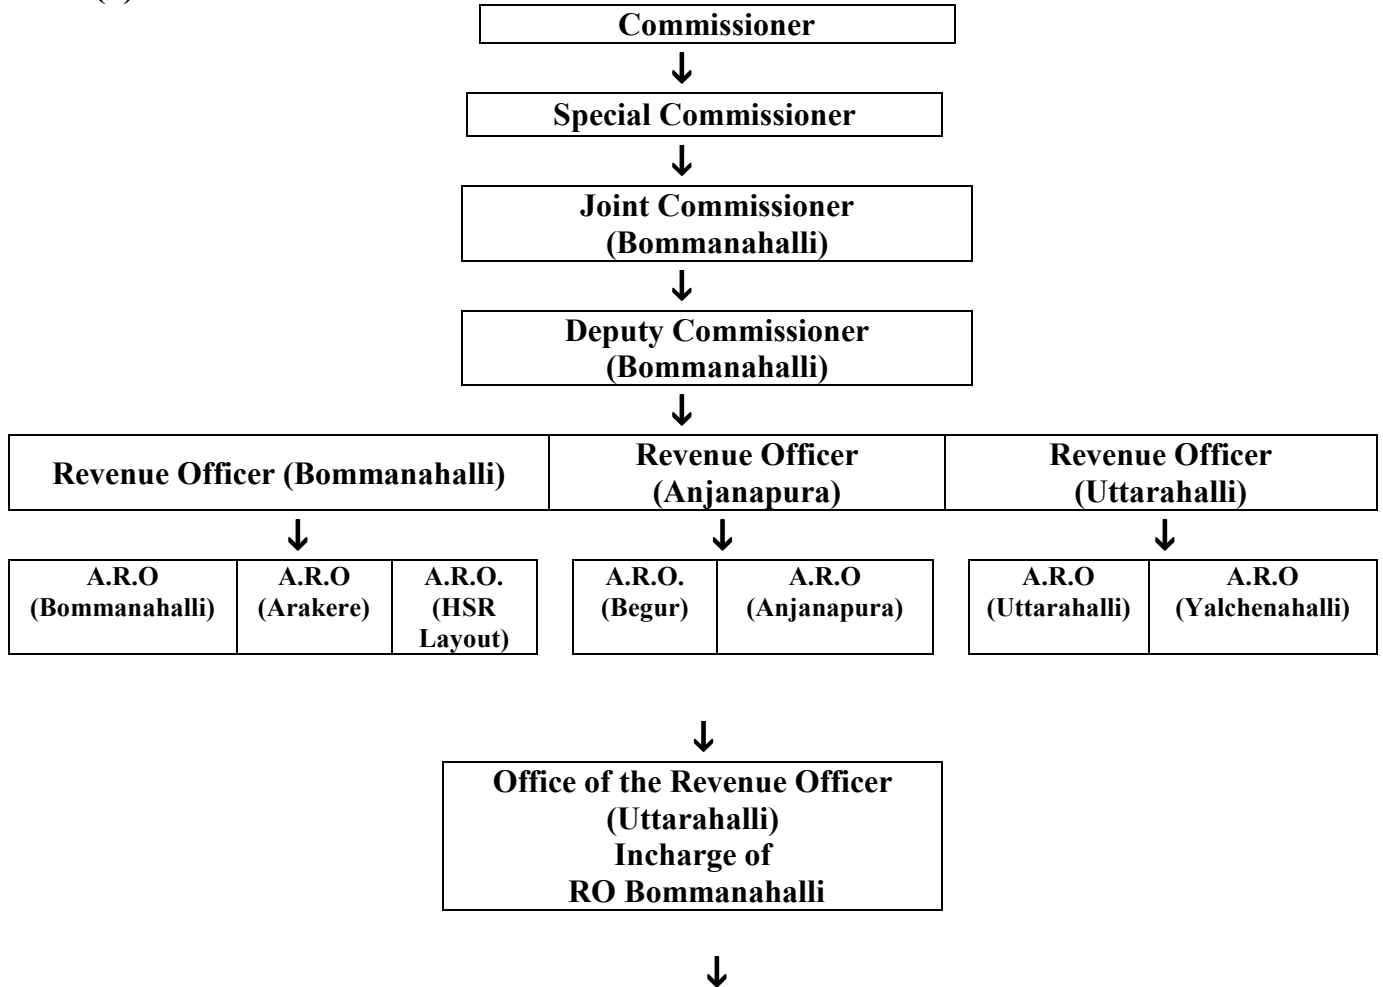 Commissioner
↓
Special Commissioner
↓
Joint Commissioner
(Bommanahalli)
↓
Deputy Commissioner
(Bommanahalli)
↓
Revenue Officer (Bommanahalli)
Revenue Officer
(Anjanapura)
Revenue Officer
(Uttarahalli)
↓ ↓ ↓
A.R.O
(Bommanahalli)
A.R.O
(Arakere)
A.R.O.
(HSR
Layout)
A.R.O.
(Begur)
A.R.O
(Anjanapura)
A.R.O
(Uttarahalli)
A.R.O
(Yalchenahalli)
↓
Office of the Revenue Officer
(Uttarahalli)
Incharge of
RO Bommanahalli
↓